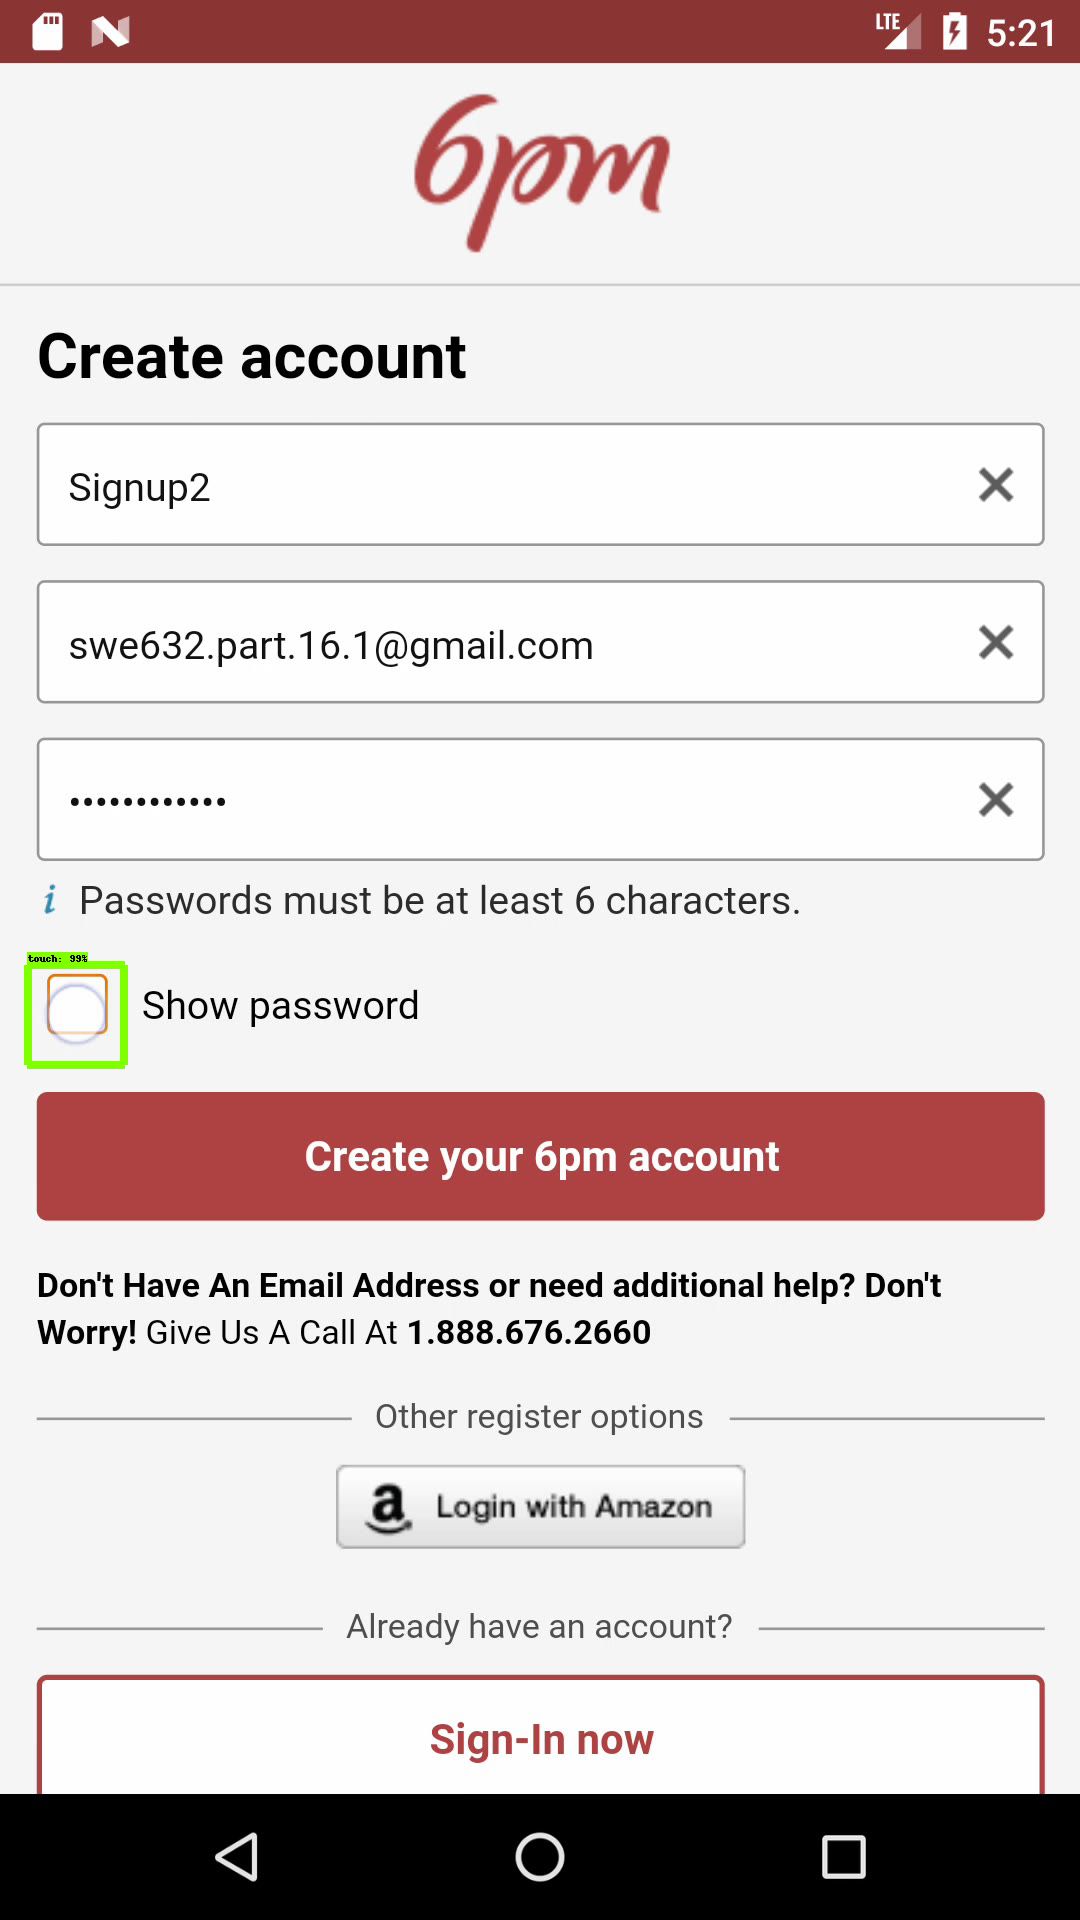 LTE 5:21
6pm
Create account
Signup2
swe632.part.16.1@gmail.com
••••••••••••
i Passwords must be at least 6 characters.
touch: 99%
Show password
Create your 6pm account
Don't Have An Email Address or need additional help? Don't
Worry! Give Us A Call At 1.888.676.2660
Other register options
a Login with Amazon
Already have an account?
Sign-In now